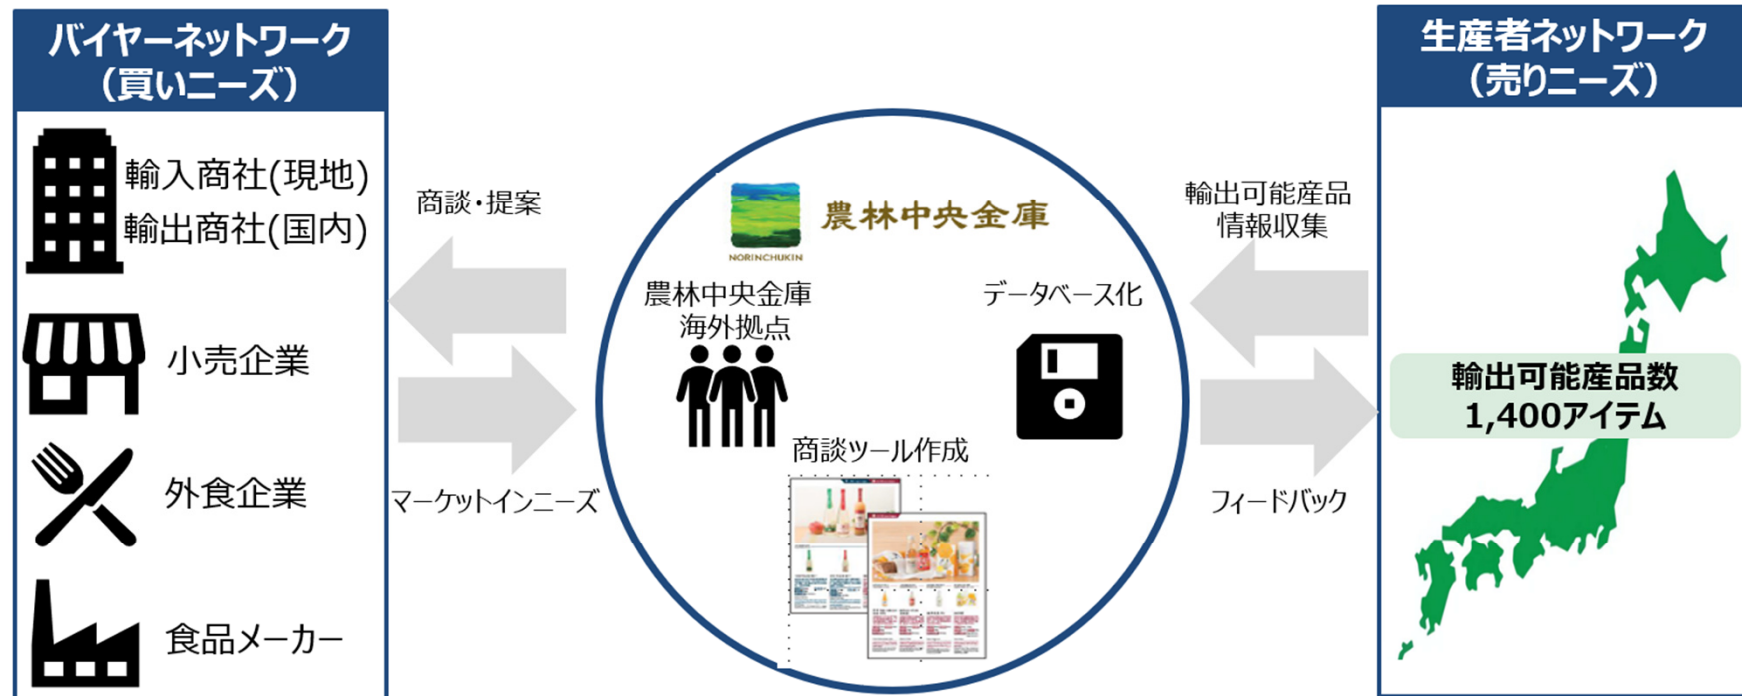 バイヤーネットワーク
（買いニーズ）
輸入商社(現地)
輸出商社(国内)
小売企業
外食企業
食品メーカー
商談・提案
マーケットインニーズ
農林中央金庫
NORINCHUKIN
農林中央金庫
海外拠点
データベース化
商談ツール作成
輸出可能産品
情報収集
フィードバック
生産者ネットワーク
（売りニーズ）
輸出可能産品数
1,400アイテム